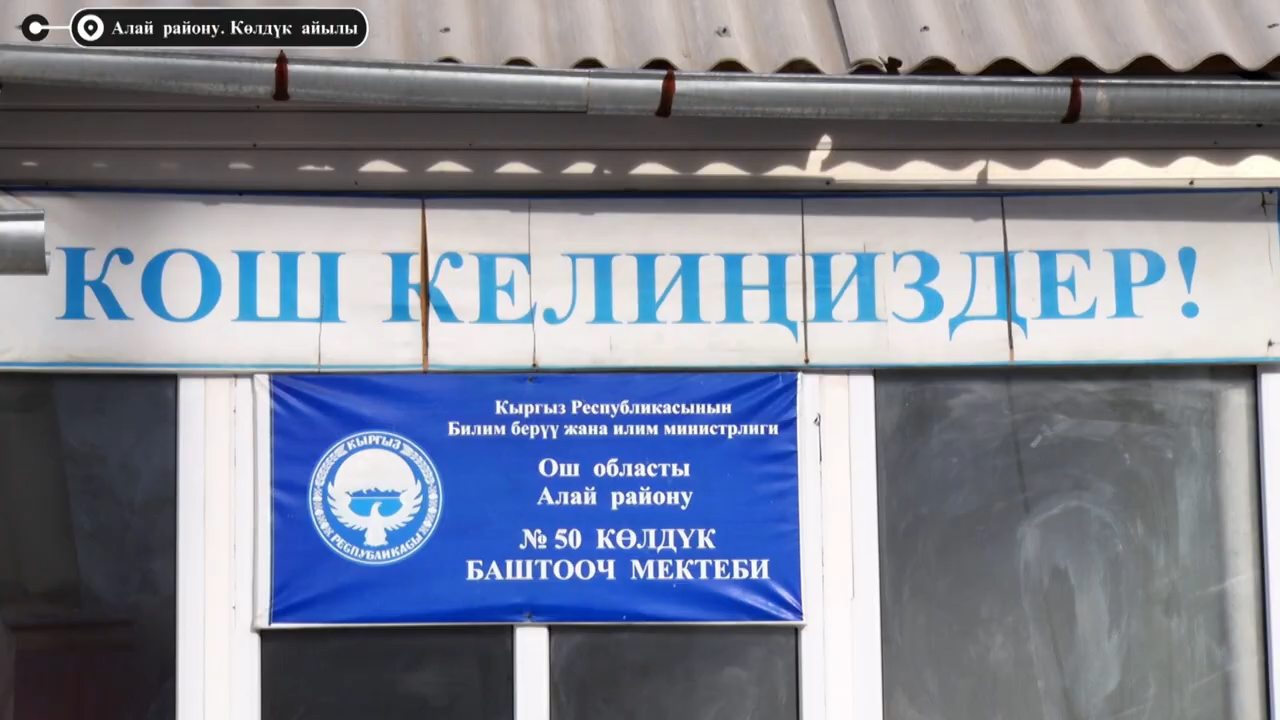 Алай району. Көлдүк айылы
КОШ КЕЛИҢИЗДЕР!
Кыргыз Республикасынын
Билим берүү жана илим министрлиги
Ош областы
Алай району
№ 50 КӨЛДҮК
БАШТООЧ МЕКТЕБИ
КЫРГЫЗ
РЕСПУБЛИКАСЫ